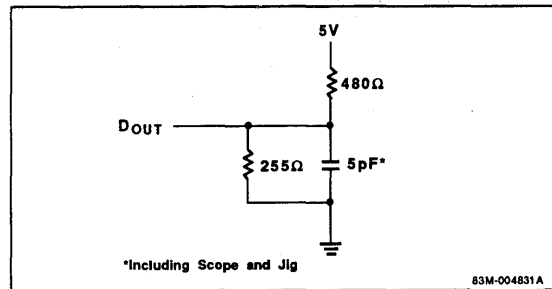 5V
480Ω
DOUT
255Ω
5pF*
*Including Scope and Jig
83M-004831A